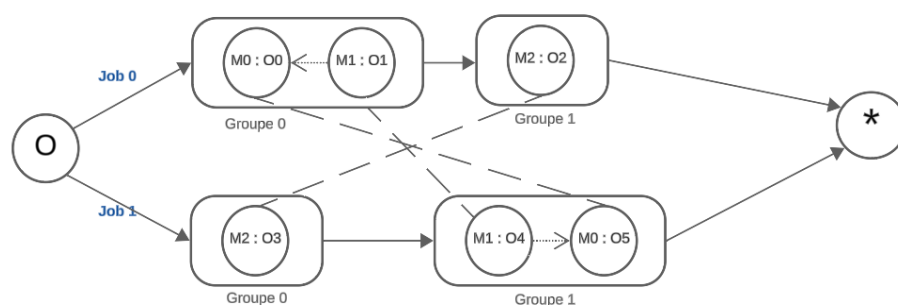 Job 0
M0 : O0
M1 : O1
Groupe 0
M2 : O2
Groupe 1
O
*
Job 1
M2 : O3
Groupe 0
M1 : O4
M0 : O5
Groupe 1